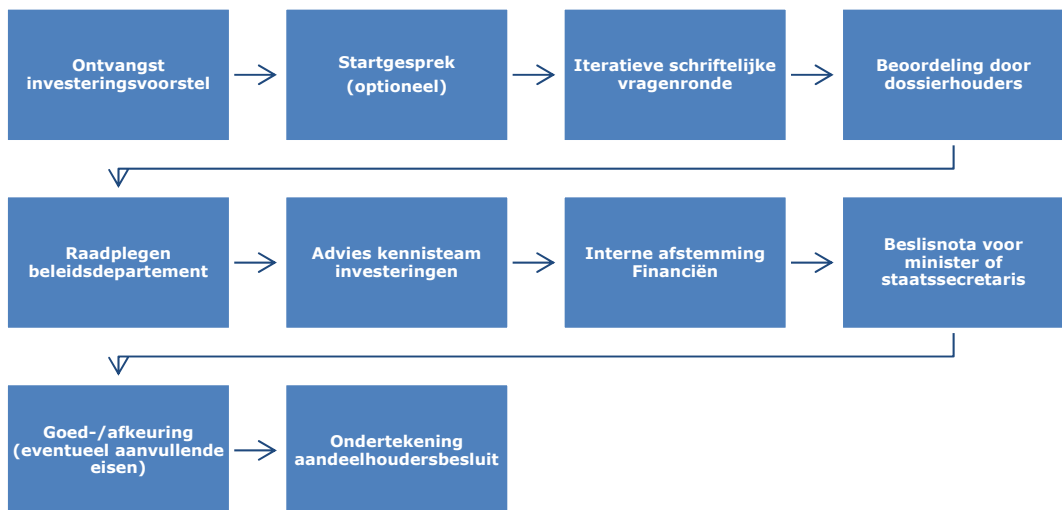 Ontvangst
investeringsvoorstel
Startgesprek
(optioneel)
Iteratieve schriftelijke
vragenronde
Beoordeling door
dossierhouders
Raadplegen
beleidsdepartement
Advies kennisteam
investeringen
Interne afstemming
Financiën
Beslisnota voor
minister of
staatssecretaris
Goed-/afkeuring
(eventueel aanvullende
eisen)
Ondertekening
aandeelhoudersbesluit